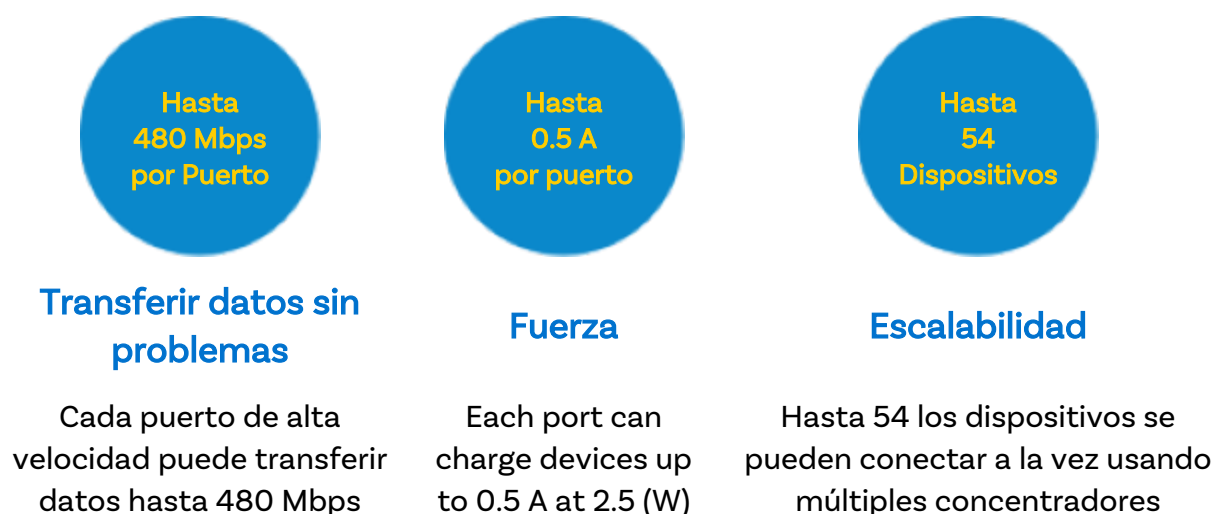 Hasta
480 Mbps
por Puerto
Hasta
0.5 A
por puerto
Hasta
54
Dispositivos
Transferir datos sin
problemas
Fuerza
Escalabilidad
Cada puerto de alta
velocidad puede transferir
datos hasta 480 Mbps
Each port can
charge devices up
to 0.5 A at 2.5 (W)
Hasta 54 los dispositivos se
pueden conectar a la vez usando
múltiples concentradores